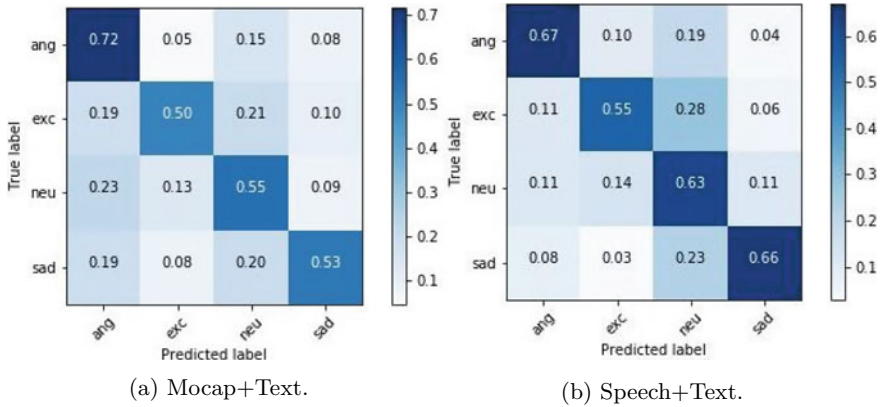 ang 0.72 0.05 0.15 0.08
exc 0.19 0.50 0.21 0.10
neu 0.23 0.13 0.55 0.09
sad 0.19 0.08 0.20 0.53
ang exc neu sad
True label
Predicted label
0.7
0.6
0.5
0.4
0.3
0.2
0.1
(a) Mocap+Text.
ang 0.67 0.10 0.19 0.04
exc 0.11 0.55 0.28 0.06
neu 0.11 0.14 0.63 0.11
sad 0.08 0.03 0.23 0.66
ang exc neu sad
True label
Predicted label
0.6
0.5
0.4
0.3
0.2
0.1
(b) Speech+Text.